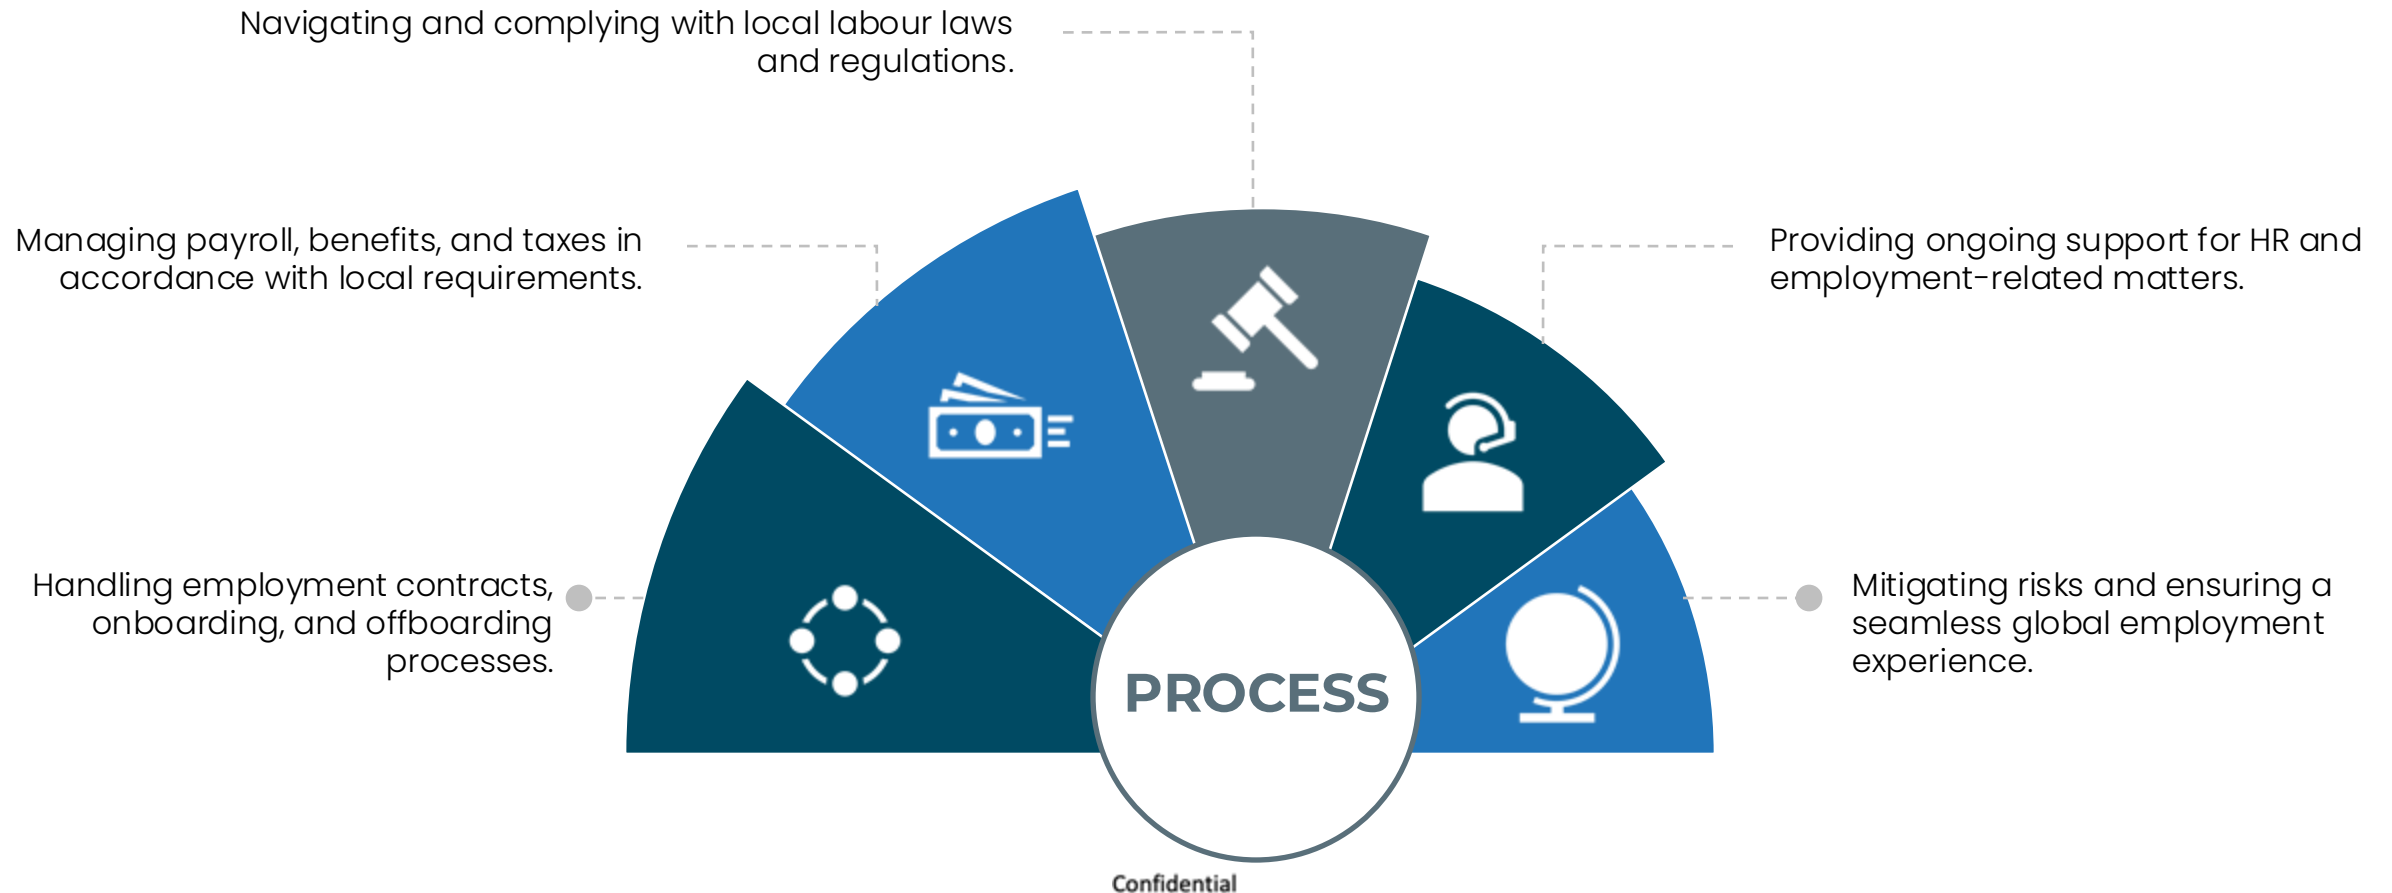 Navigating and complying with local labour laws
and regulations.
Managing payroll, benefits, and taxes in
accordance with local requirements.
Providing ongoing support for HR and
employment-related matters.
Handling employment contracts,
onboarding, and offboarding
processes.
Mitigating risks and ensuring a
seamless global employment
experience.
PROCESS
Confidential